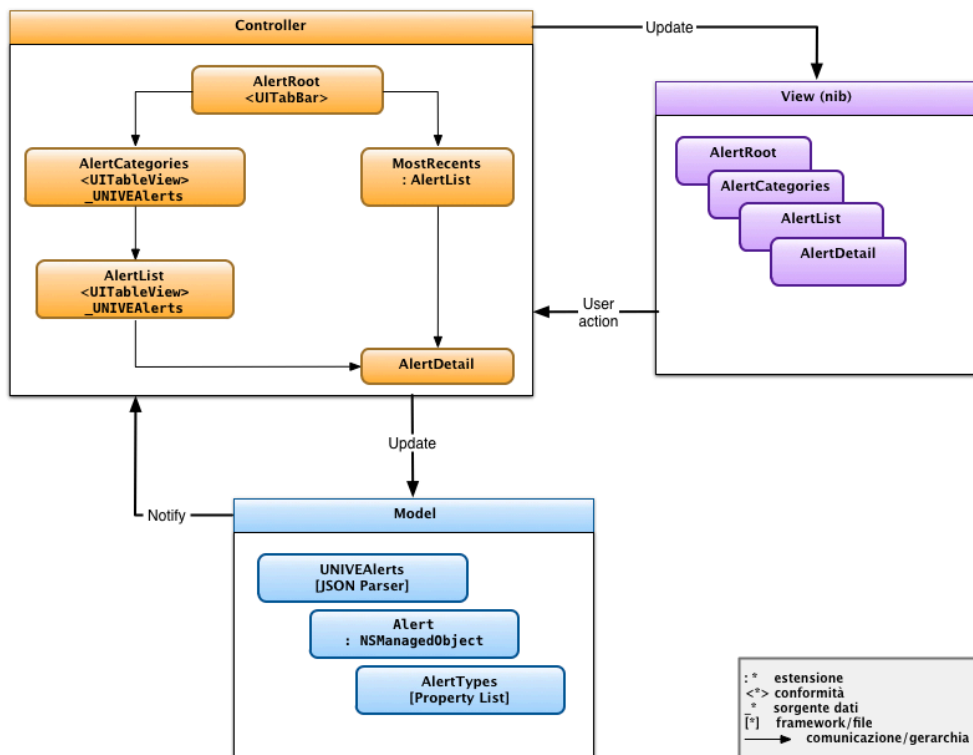 Controller
Update
AlertRoot
<UITabBar>
View (nib)
AlertCategories
<UITableView>
_UNIVEAlerts
MostRecents
: AlertList
AlertRoot
AlertCategories
AlertList
AlertDetail
AlertList
<UITableView>
_UNIVEAlerts
User
action
AlertDetail
Update
Notify
Model
UNIVEAlerts
[JSON Parser]
Alert
: NSManagedObject
AlertTypes
[Property List]
: * estensione
<*> conformità
_* sorgente dati
[*] framework/file
comunicazione/gerarchia